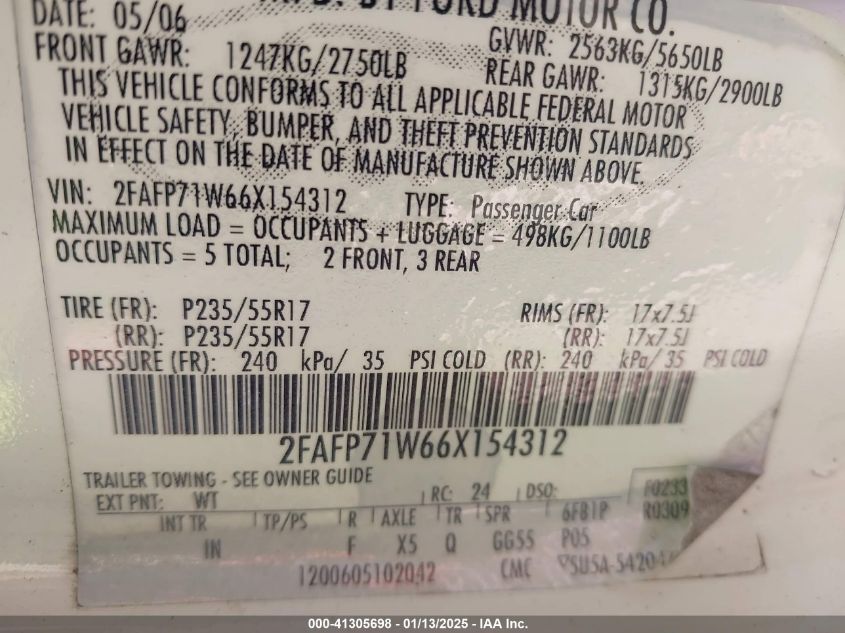 MFD. BY FORD MOTOR CO.
DATE: 05/06 GVWR: 2563KG/5650LB
FRONT GAWR: 1247KG/2750LB REAR GAWR: 1315KG/2900LB
THIS VEHICLE CONFORMS TO ALL APPLICABLE FEDERAL MOTOR
VEHICLE SAFETY, BUMPER, AND THEFT PREVENTION STANDARDS
IN EFFECT ON THE DATE OF MANUFACTURE SHOWN ABOVE.
VIN: 2FAFP71W66X154312 TYPE: Passenger Car
MAXIMUM LOAD = OCCUPANTS + LUGGAGE = 498KG/1100LB
OCCUPANTS = 5 TOTAL; 2 FRONT, 3 REAR
TIRE (FR): P235/55R17 RIMS (FR): 17x7.5J
(RR): P235/55R17 (RR): 17x7.5J
PRESSURE (FR): 240 kPa/ 35 PSI COLD (RR): 240 kPa/ 35 PSI COLD
2FAFP71W66X154312
TRAILER TOWING - SEE OWNER GUIDE
EXT PNT: WT RC: 24 DSO: F0233
INT TR TP/PS R AXLE TR SPR 6FB1P R0309
IN F X5 Q GG55 P05
1200605102042 CMC
000-41305698 - 01/13/2025 - IAA Inc.